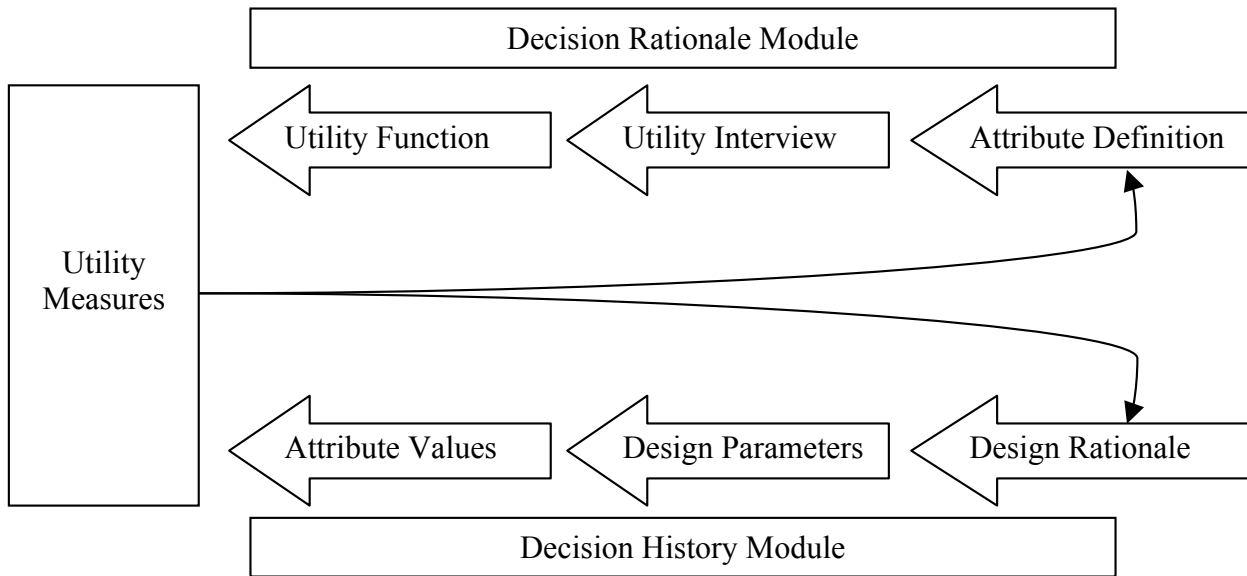 Decision Rationale Module
Utility Function
Utility Interview
Attribute Definition
Utility
Measures
Attribute Values
Design Parameters
Design Rationale
Decision History Module